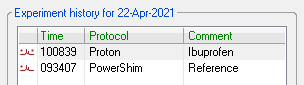 Experiment history for 22-Apr-2021
Time Protocol Comment
100839 Proton Ibuprofen
093407 PowerShim Reference